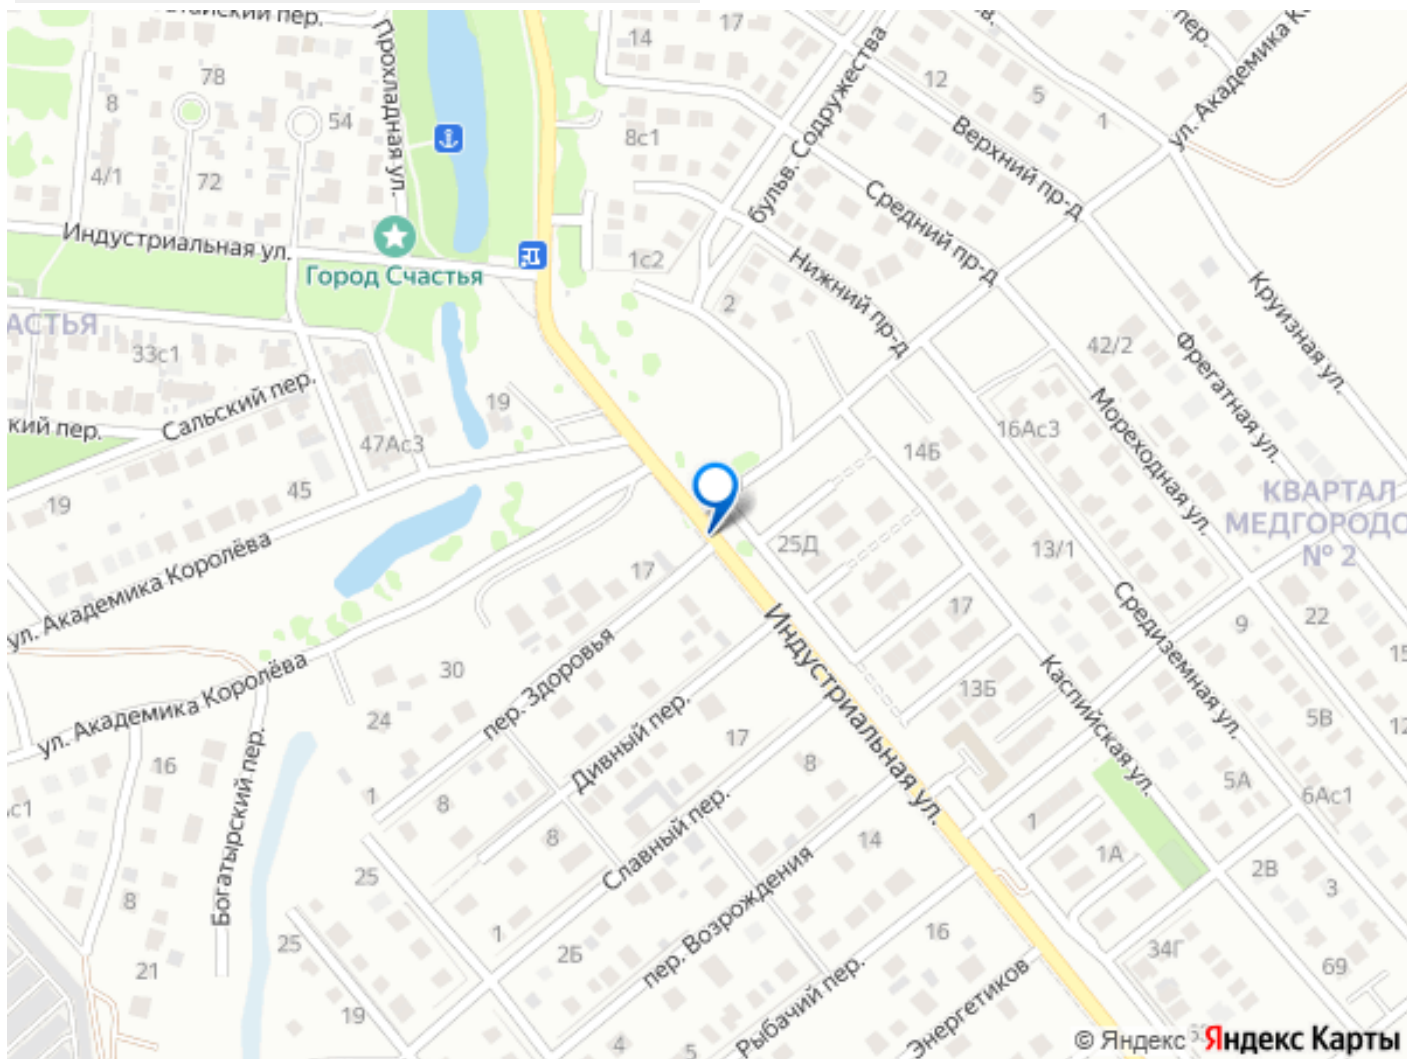 пер.
Прохладная ул.
14
17
12
5
1
пер.
ул. Академика
78
8
54
4/1
72
8с1
бульв. Содружества
Верхний пр-д
Средний пр-д
Нижний пр-д
Индустриальная ул.
Город Счастья
1с2
2
Круизная ул.
Фрегатная ул.
42/2
Мореходная ул.
33с1
Сальский пер.
пер.
19
47Ас3
16Ас3
14Б
19
45
КВАРТАЛ
МЕДГОРОДО
№ 2
ул. Академика Королёва
17
25Д
13/1
Средиземная ул.
17
9
22
15
Индустриальная ул.
пер. Здоровья
30
24
ул. Академика Королёва
Дивный пер.
17
13Б
Каспийская ул.
5В
12
16
Богатырский пер.
1
8
8
5А
6Ас1
Славный пер.
8
14
1
1А
2В
3
25
пер. Возрождения
8
25
1
2Б
16
34Г
69
21
19
Рыбачий пер.
Энергетиков
4
5
© Яндекс
Яндекс Карты